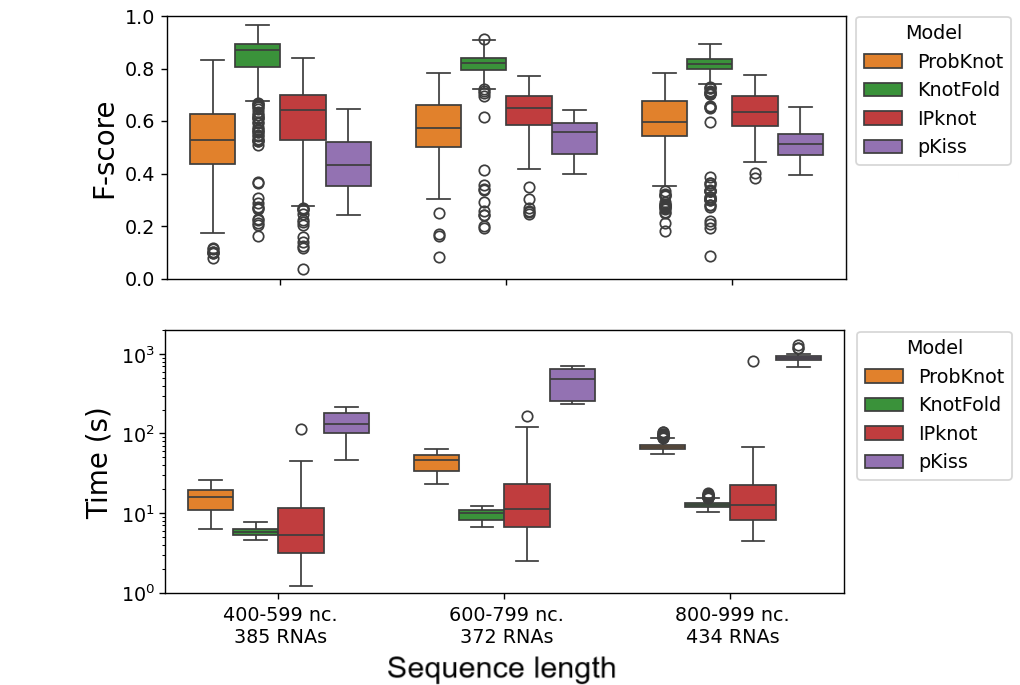 1.0
0.8
0.6
0.4
0.2
0.0
F-score
Model
ProbKnot
KnotFold
IPknot
pKiss
10³
10²
10¹
10⁰
Time (s)
Model
ProbKnot
KnotFold
IPknot
pKiss
400-599 nc.
385 RNAs
600-799 nc.
372 RNAs
800-999 nc.
434 RNAs
Sequence length